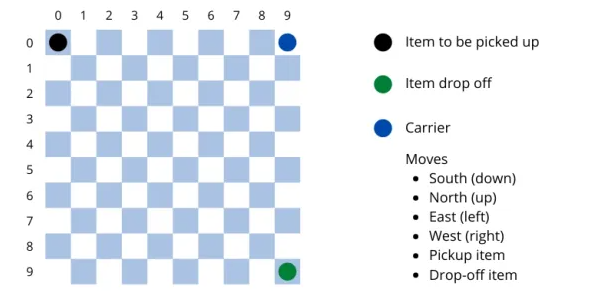 0 1 2 3 4 5 6 7 8 9
0
1
2
3
4
5
6
7
8
9
Item to be picked up
Item drop off
Carrier
Moves
• South (down)
• North (up)
• East (left)
• West (right)
• Pickup item
• Drop-off item